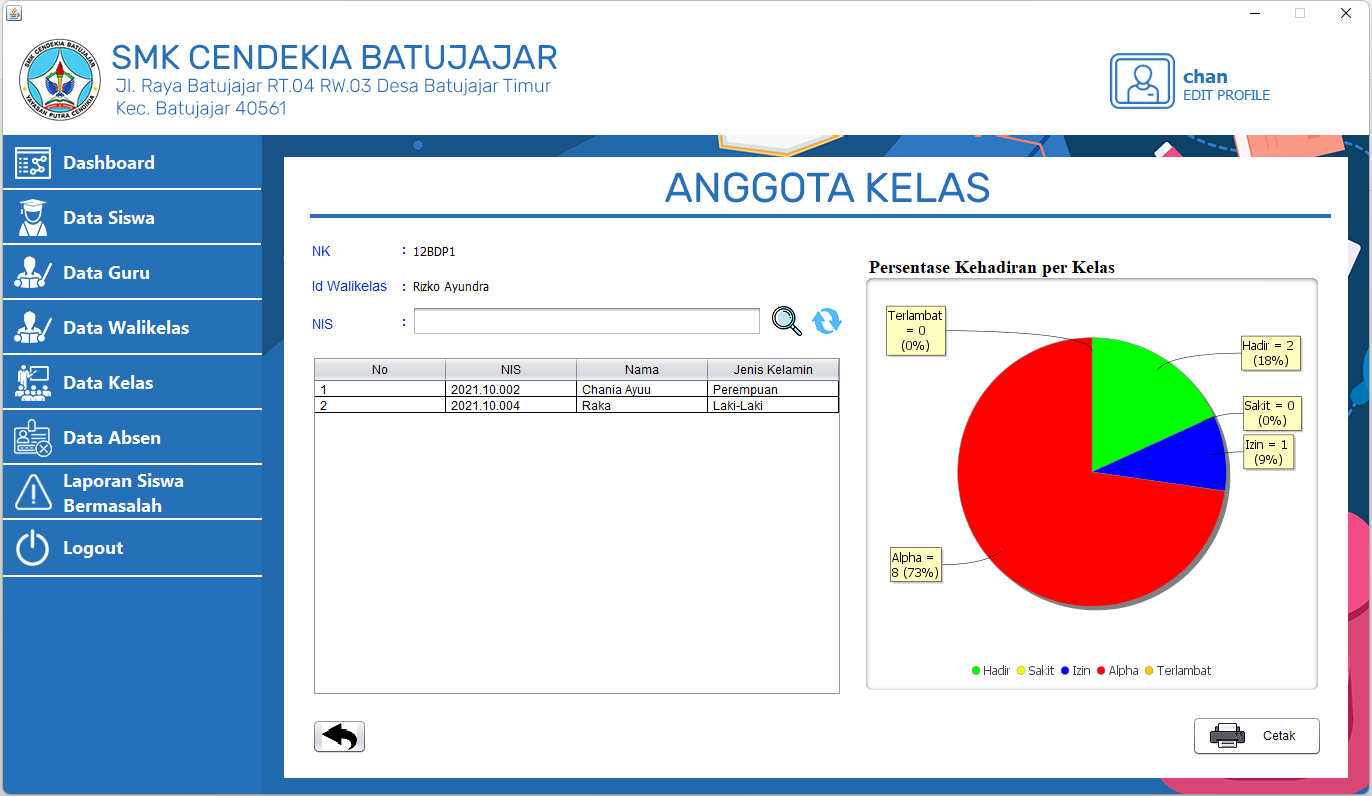 SMK CENDEKIA BATUJAJAR
YAYASAN PUTRA CENDIKIA
SMK CENDEKIA BATUJAJAR
Jl. Raya Batujajar RT.04 RW.03 Desa Batujajar Timur
Kec. Batujajar 40561
chan
EDIT PROFILE
Dashboard
Data Siswa
Data Guru
Data Walikelas
Data Kelas
Data Absen
Laporan Siswa
Bermasalah
Logout
ANGGOTA KELAS
NK : 12BDP1
Id Walikelas : Rizko Ayundra
NIS :
No NIS Nama Jenis Kelamin
1 2021.10.002 Chania Ayuu Perempuan
2 2021.10.004 Raka Laki-Laki
Persentase Kehadiran per Kelas
Terlambat
= 0
(0%)
Hadir = 2
(18%)
Sakit = 0
(0%)
Izin = 1
(9%)
Alpha =
8 (73%)
Hadir Sakit Izin Alpha Terlambat
Cetak